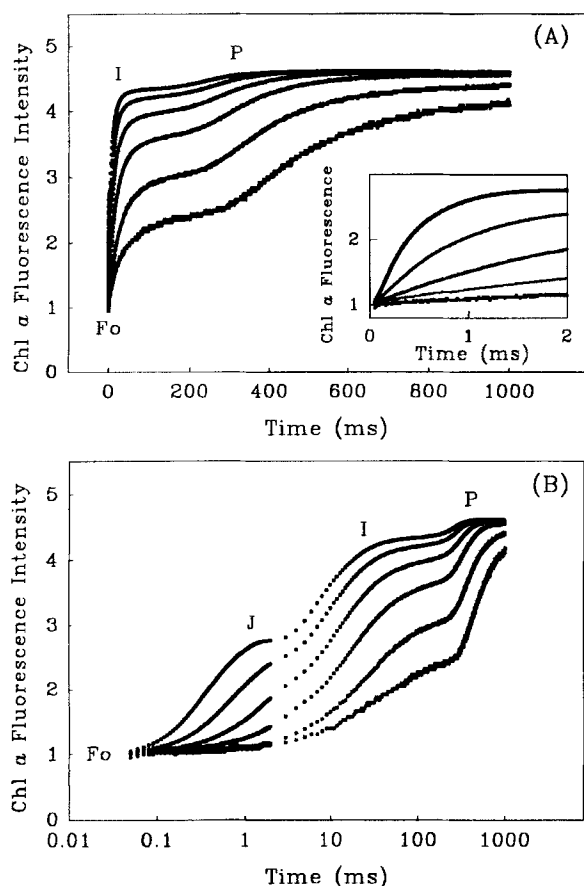 (A)
5
4
3
2
1
0
Chl a Fluorescence Intensity
I
P
Fo
0
200
400
600
800
1000
Time (ms)
Chl a Fluorescence
2
1
0
1
2
Time (ms)
(B)
5
4
3
2
1
0
Chl a Fluorescence Intensity
Fo
J
I
P
0.01
0.1
1
10
100
1000
Time (ms)